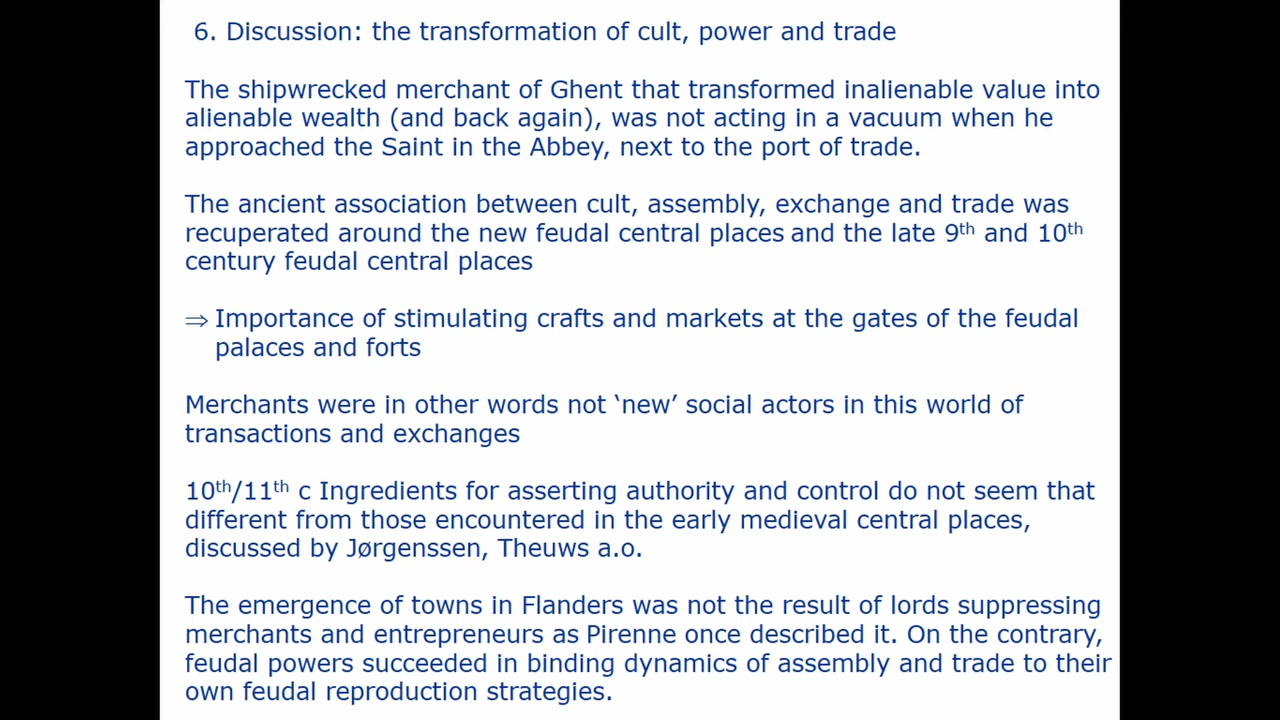 6. Discussion: the transformation of cult, power and trade
The shipwrecked merchant of Ghent that transformed inalienable value into
alienable wealth (and back again), was not acting in a vacuum when he
approached the Saint in the Abbey, next to the port of trade.
The ancient association between cult, assembly, exchange and trade was
recuperated around the new feudal central places and the late 9th and 10th
century feudal central places
⇒ Importance of stimulating crafts and markets at the gates of the feudal
palaces and forts
Merchants were in other words not ‘new’ social actors in this world of
transactions and exchanges
10th/11th c Ingredients for asserting authority and control do not seem that
different from those encountered in the early medieval central places,
discussed by Jørgenssen, Theuws a.o.
The emergence of towns in Flanders was not the result of lords suppressing
merchants and entrepreneurs as Pirenne once described it. On the contrary,
feudal powers succeeded in binding dynamics of assembly and trade to their
own feudal reproduction strategies.